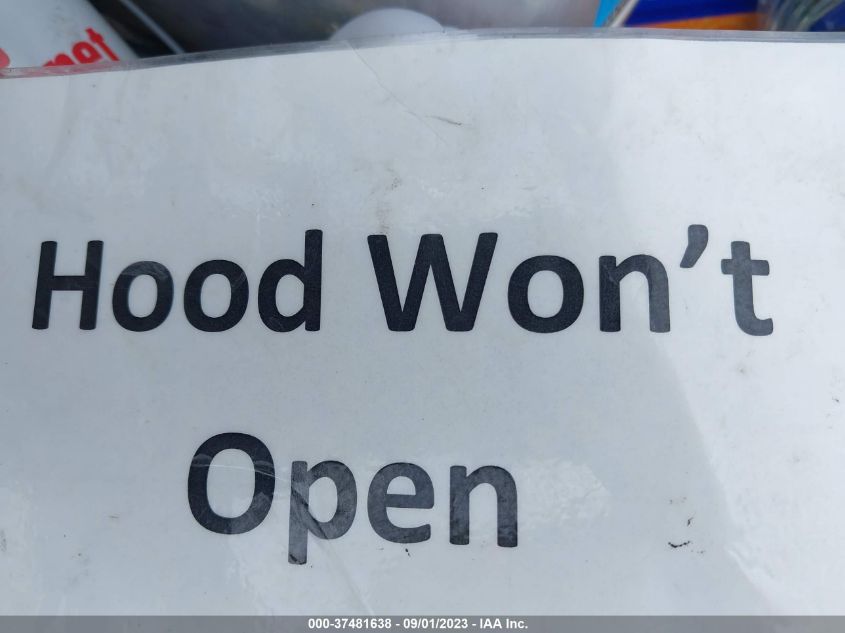 Hood Won't
Open
000-37481638 - 09/01/2023 - IAA Inc.